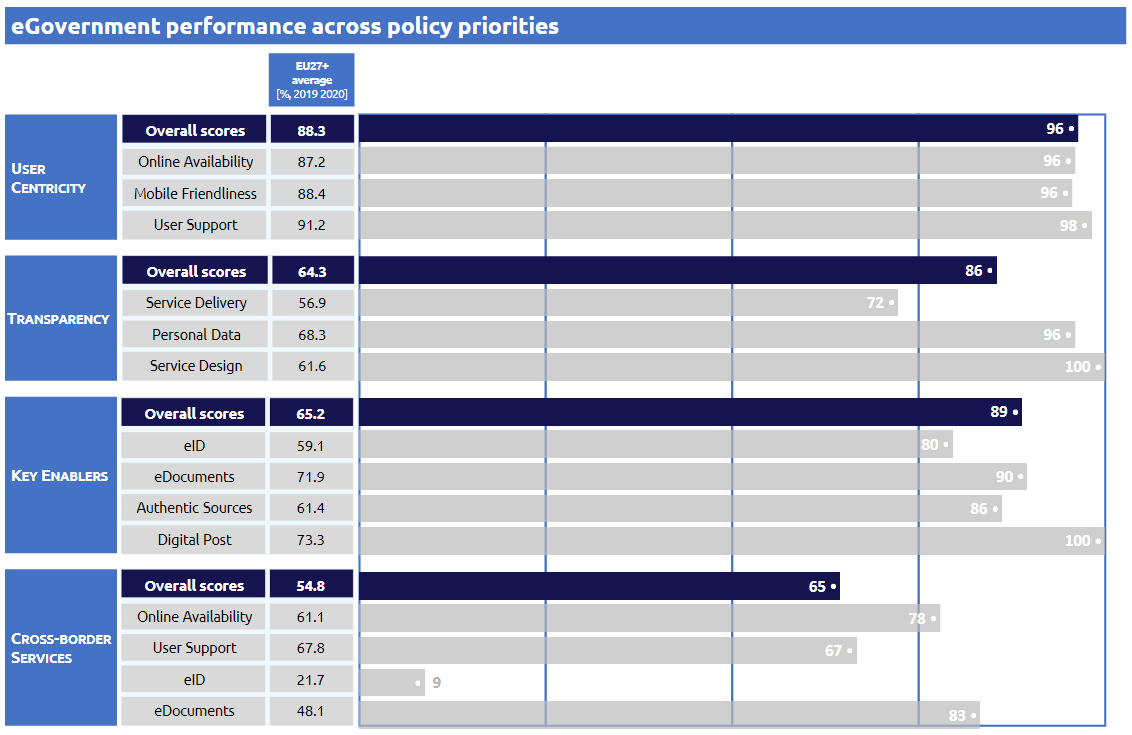 eGovernment performance across policy priorities
EU27+
average
[%, 2019 2020]
USER
CENTRICITY
Overall scores 88.3 96
Online Availability 87.2 96
Mobile Friendliness 88.4 96
User Support 91.2 98
TRANSPARENCY
Overall scores 64.3 86
Service Delivery 56.9 72
Personal Data 68.3 96
Service Design 61.6 100
KEY ENABLERS
Overall scores 65.2 89
eID 59.1 80
eDocuments 71.9 90
Authentic Sources 61.4 86
Digital Post 73.3 100
CROSS-BORDER
SERVICES
Overall scores 54.8 65
Online Availability 61.1 78
User Support 67.8 67
eID 21.7 9
eDocuments 48.1 83